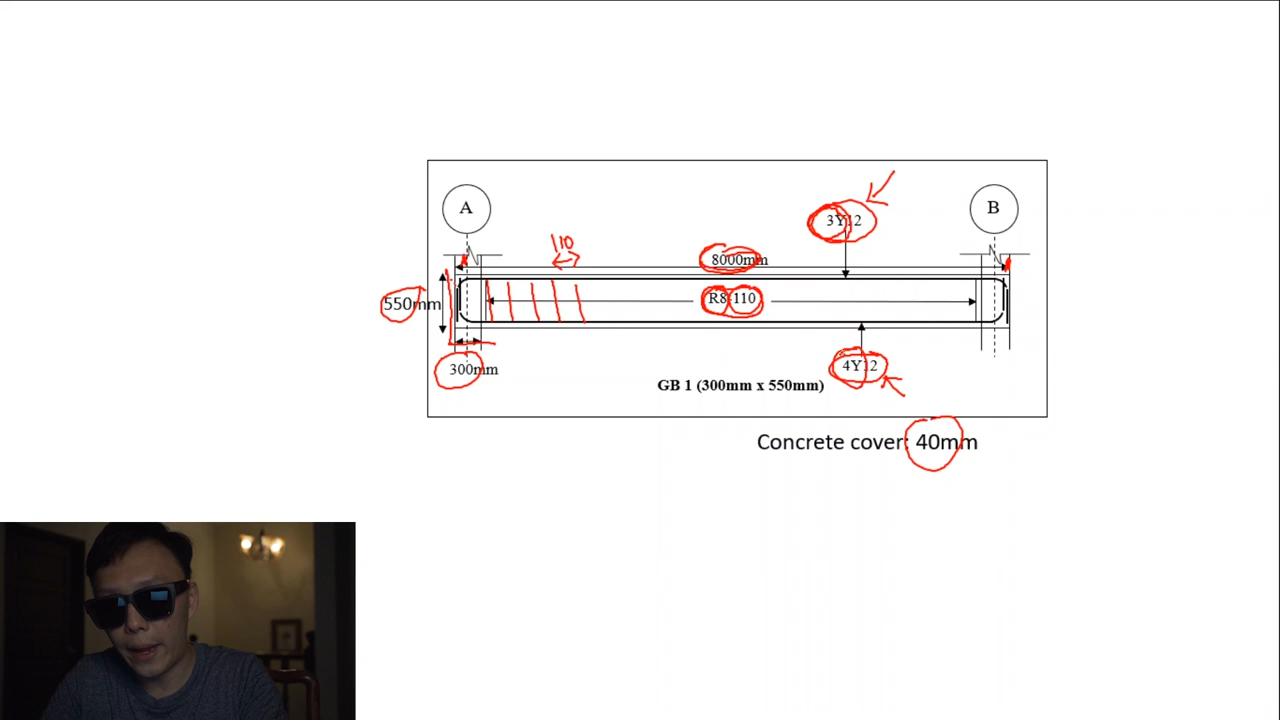 A
B
110
3Y12
8000mm
550mm
R8-110
300mm
4Y12
GB 1 (300mm x 550mm)
Concrete cover: 40mm